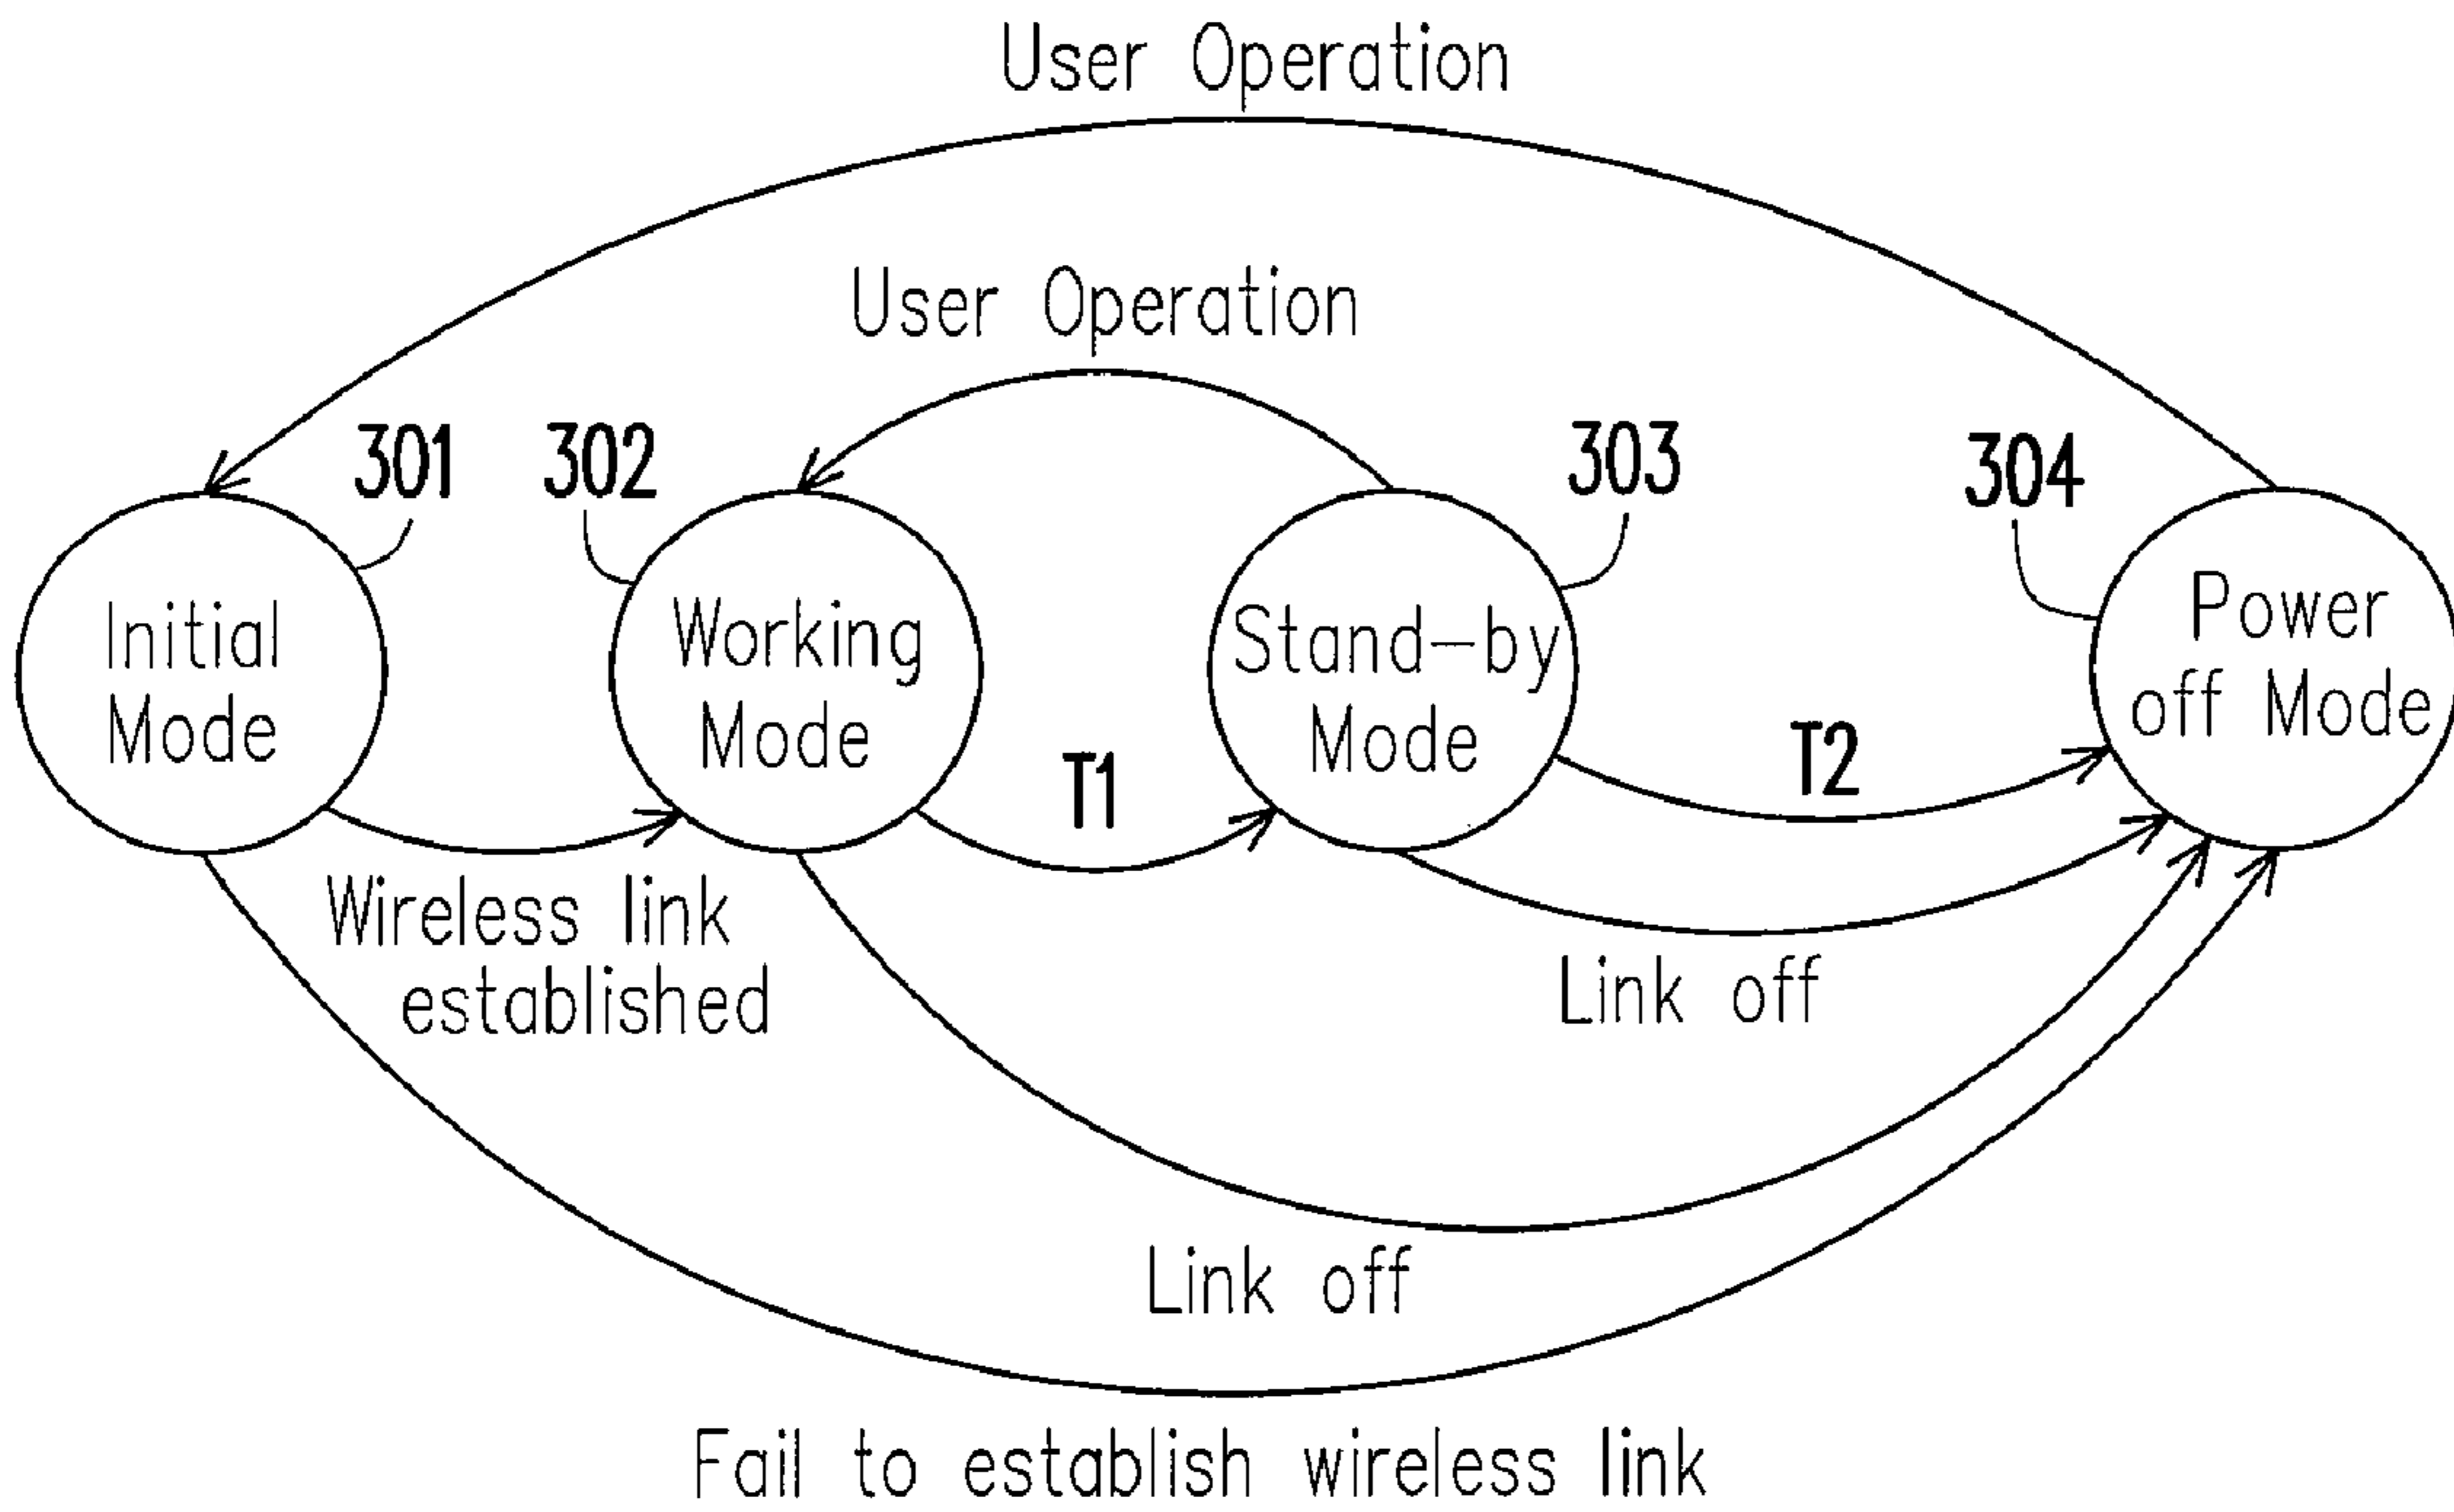 User Operation
User Operation
301
302
303
304
Initial
Mode
Working
Mode
Stand-by
Mode
Power
off Mode
T1
T2
Wireless link
established
Link off
Link off
Fail to establish wireless link